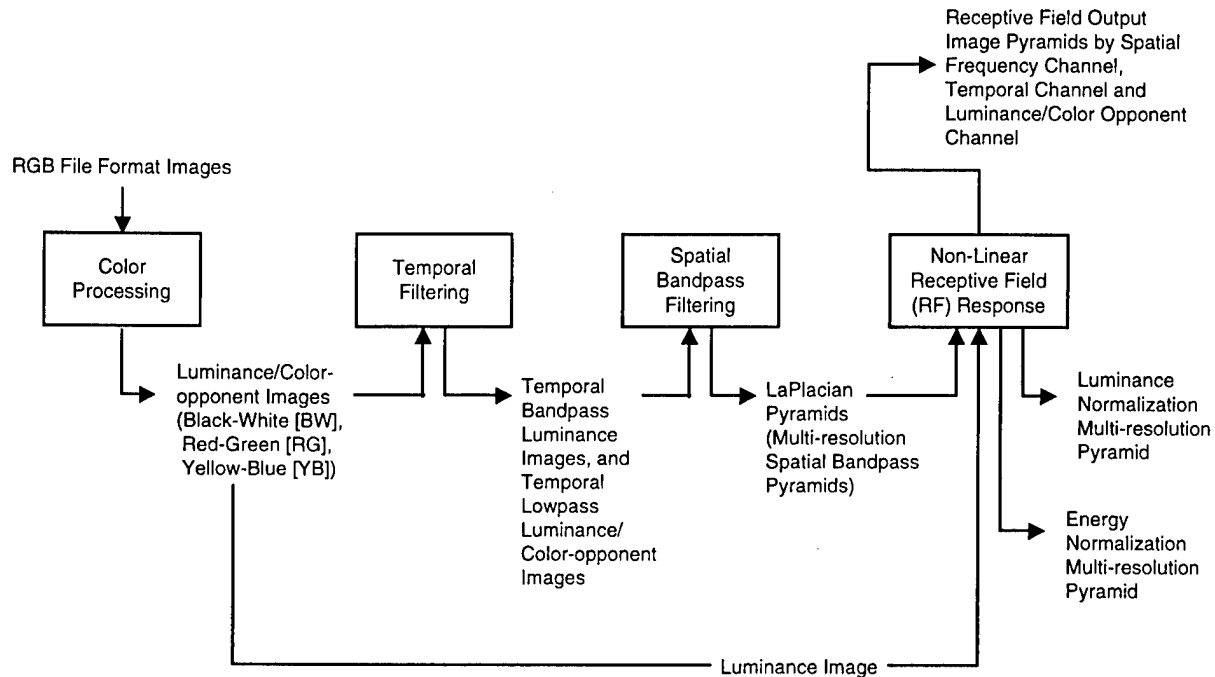 Receptive Field Output
Image Pyramids by Spatial
Frequency Channel,
Temporal Channel and
Luminance/Color Opponent
Channel
RGB File Format Images
Color
Processing
Temporal
Filtering
Spatial
Bandpass
Filtering
Non-Linear
Receptive Field
(RF) Response
Luminance/Color-
opponent Images
(Black-White [BW],
Red-Green [RG],
Yellow-Blue [YB])
Temporal
Bandpass
Luminance
Images, and
Temporal
Lowpass
Luminance/
Color-opponent
Images
LaPlacian
Pyramids
(Multi-resolution
Spatial Bandpass
Pyramids)
Luminance
Normalization
Multi-resolution
Pyramid
Energy
Normalization
Multi-resolution
Pyramid
Luminance Image